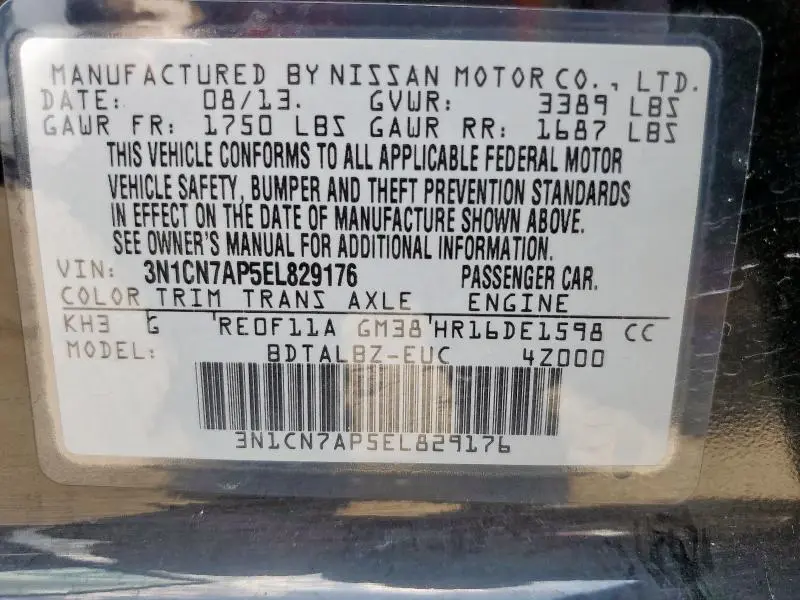 MANUFACTURED BY NISSAN MOTOR CO., LTD.
DATE: 08/13. GVWR: 3389 LBS
GAWR FR: 1750 LBS GAWR RR: 1687 LBS
THIS VEHICLE CONFORMS TO ALL APPLICABLE FEDERAL MOTOR
VEHICLE SAFETY, BUMPER AND THEFT PREVENTION STANDARDS
IN EFFECT ON THE DATE OF MANUFACTURE SHOWN ABOVE.
SEE OWNER'S MANUAL FOR ADDITIONAL INFORMATION.
VIN: 3N1CN7AP5EL829176 PASSENGER CAR.
COLOR TRIM TRANS AXLE ENGINE
KH3 G RE0F11A GM38 HR16DE1598 CC
MODEL: BDTALBZ-EUC 4Z000
3N1CN7AP5EL829176